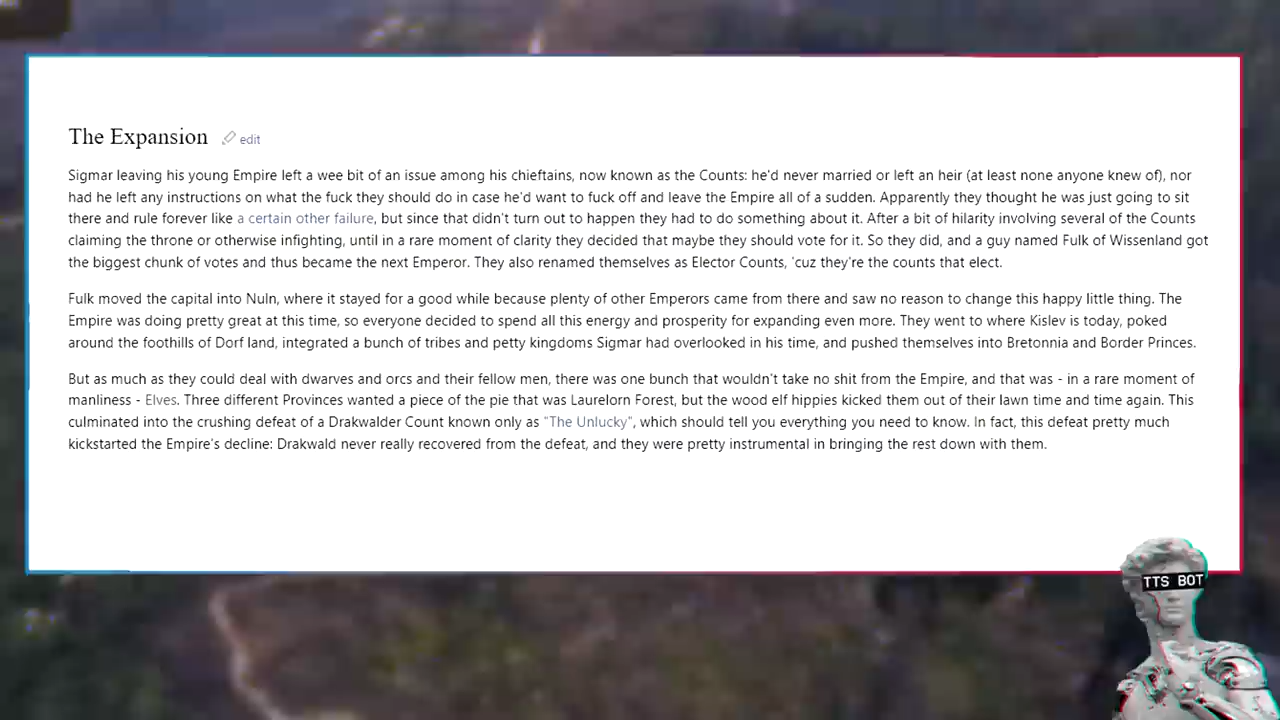 The Expansion edit
Sigmar leaving his young Empire left a wee bit of an issue among his chieftains, now known as the Counts: he'd never married or left an heir (at least none anyone knew of), nor
had he left any instructions on what the fuck they should do in case he'd want to fuck off and leave the Empire all of a sudden. Apparently they thought he was just going to sit
there and rule forever like a certain other failure, but since that didn't turn out to happen they had to do something about it. After a bit of hilarity involving several of the Counts
claiming the throne or otherwise infighting, until in a rare moment of clarity they decided that maybe they should vote for it. So they did, and a guy named Fulk of Wissenland got
the biggest chunk of votes and thus became the next Emperor. They also renamed themselves as Elector Counts, 'cuz they're the counts that elect.
Fulk moved the capital into Nuln, where it stayed for a good while because plenty of other Emperors came from there and saw no reason to change this happy little thing. The
Empire was doing pretty great at this time, so everyone decided to spend all this energy and prosperity for expanding even more. They went to where Kislev is today, poked
around the foothills of Dorf land, integrated a bunch of tribes and petty kingdoms Sigmar had overlooked in his time, and pushed themselves into Bretonnia and Border Princes.
But as much as they could deal with dwarves and orcs and their fellow men, there was one bunch that wouldn't take no shit from the Empire, and that was - in a rare moment of
manliness - Elves. Three different Provinces wanted a piece of the pie that was Laurelorn Forest, but the wood elf hippies kicked them out of their lawn time and time again. This
culminated into the crushing defeat of a Drakwalder Count known only as "The Unlucky", which should tell you everything you need to know. In fact, this defeat pretty much
kickstarted the Empire's decline: Drakwald never really recovered from the defeat, and they were pretty instrumental in bringing the rest down with them.
TTS BOT